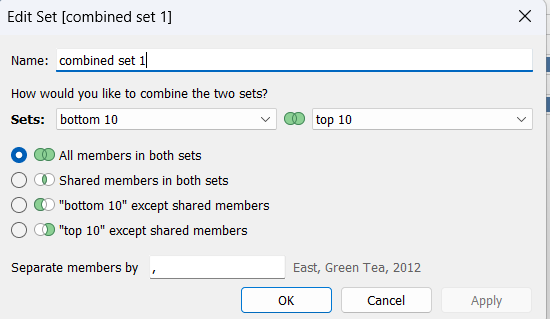 Edit Set [combined set 1]
Name: combined set 1
How would you like to combine the two sets?
Sets: bottom 10 top 10
All members in both sets
Shared members in both sets
"bottom 10" except shared members
"top 10" except shared members
Separate members by , East, Green Tea, 2012
OK Cancel Apply